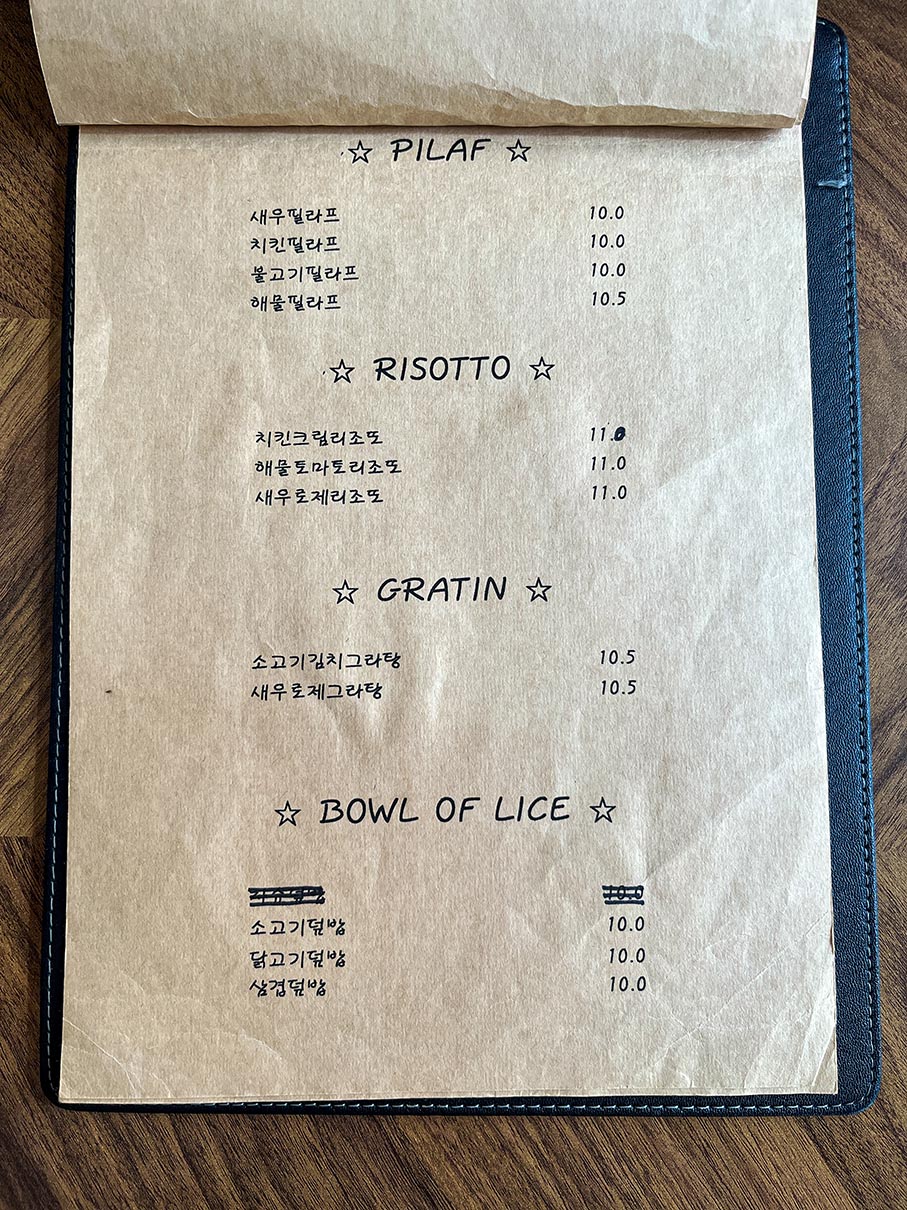 ☆ PILAF ☆
새우필라프 10.0
치킨필라프 10.0
불고기필라프 10.0
해물필라프 10.5
☆ RISOTTO ☆
치킨크림리조또 11.0
해물토마토리조또 11.0
새우로제리조또 11.0
☆ GRATIN ☆
소고기김치그라탕 10.5
새우로제그라탕 10.5
☆ BOWL OF LICE ☆
10.0
소고기덮밥 10.0
닭고기덮밥 10.0
삼겹덮밥 10.0